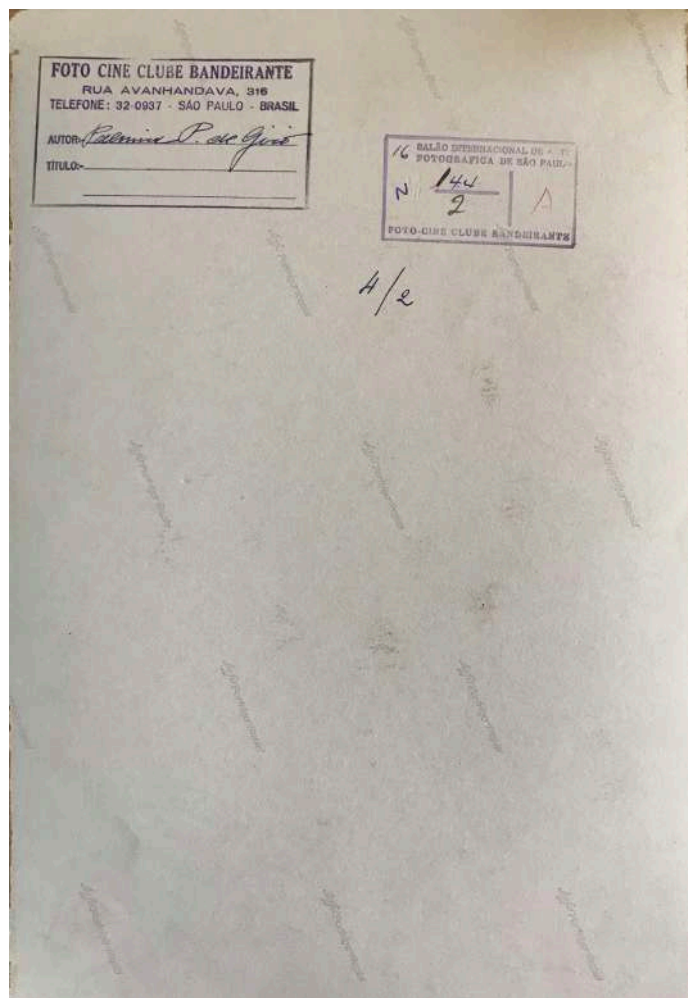 FOTO CINE CLUBE BANDEIRANTE
RUA AVANHANDAVA, 316
TELEFONE: 32-0937 - SÃO PAULO - BRASIL
AUTOR:- Palmira P. de Giró
TÍTULO:-
16 SALÃO INTERNACIONAL DE
FOTOGRAFICA DE SÃO PAULO
N 144 A
2
FOTO-CINE CLUBE BANDEIRANTE
4/2